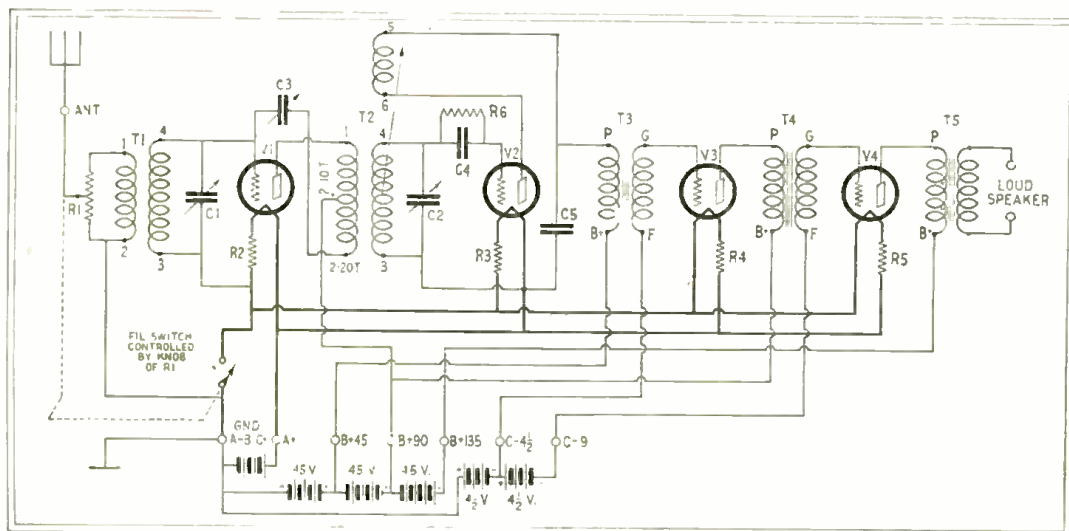 5
C3
T2
6
R6
ANT
1
T1
4
V1
1
4
C4
V2
P
T3
G
V3
P
T4
G
V4
P
T5
2-10T
LOUD
SPEAKER
R1
C1
C2
C5
2
3
R2
2-20T
3
R3
B+
F
R4
B+
F
R5
B+
FIL SWITCH
CONTROLLED
BY KNOB
OF R1
GND
A-B C+
A+
B+45
B+90
B+135
C-4½
C-9
45 V.
45 V.
45 V.
4½ V.
4½ V.